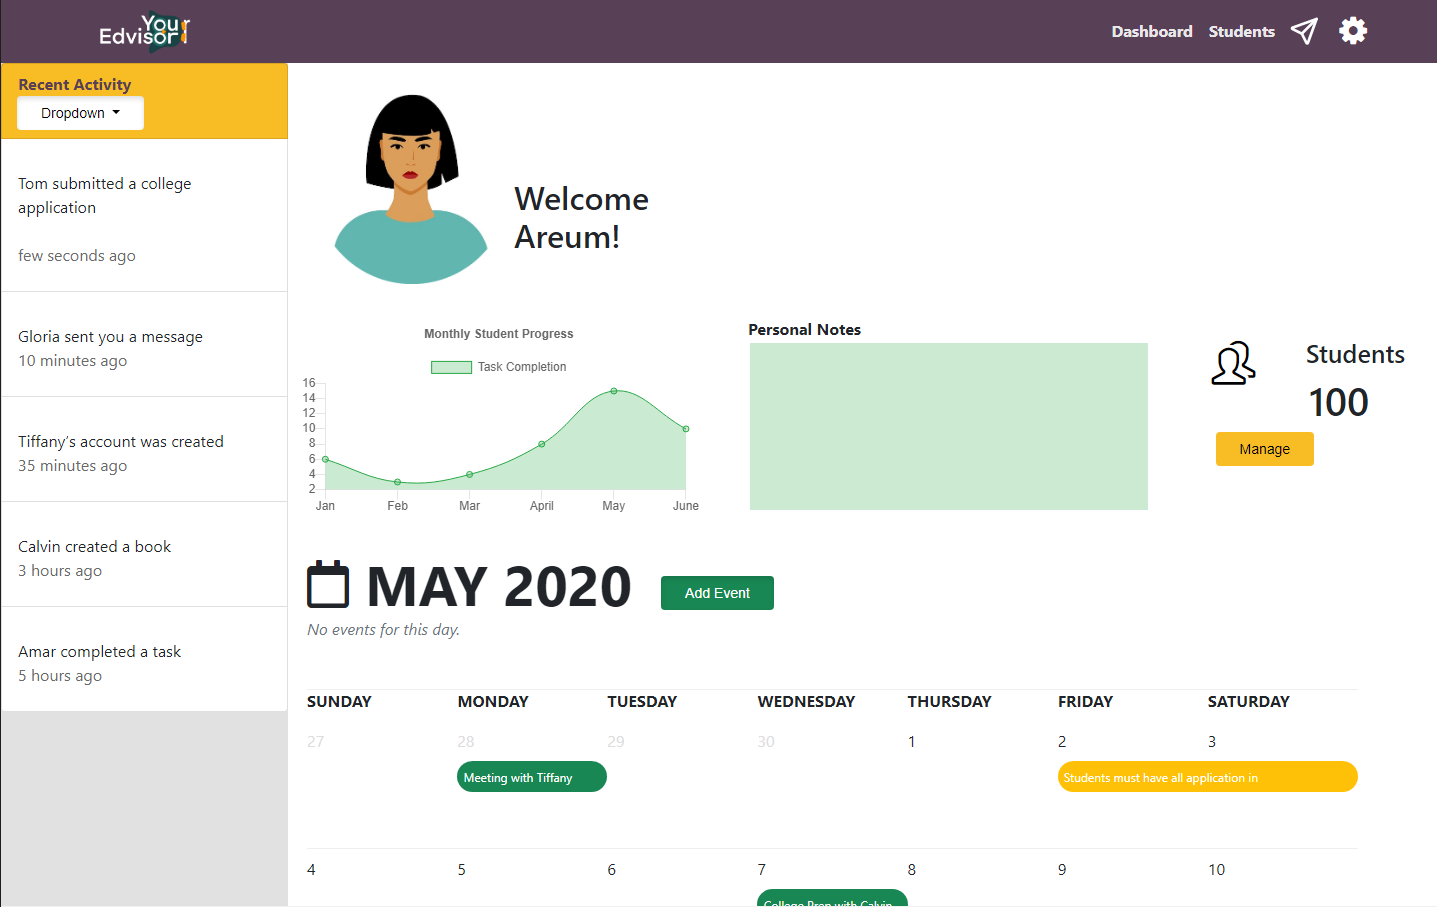 Your
Edvisor
Dashboard
Students
Recent Activity
Dropdown
Tom submitted a college
application
few seconds ago
Gloria sent you a message
10 minutes ago
Tiffany’s account was created
35 minutes ago
Calvin created a book
3 hours ago
Amar completed a task
5 hours ago
Welcome
Areum!
Monthly Student Progress
Task Completion
16
14
12
10
8
6
4
2
Jan Feb Mar April May June
Personal Notes
Students
100
Manage
MAY 2020
Add Event
No events for this day.
SUNDAY MONDAY TUESDAY WEDNESDAY THURSDAY FRIDAY SATURDAY
27 28 29 30 1 2 3
Meeting with Tiffany
Students must have all application in
4 5 6 7 8 9 10
College Prep with Calvin